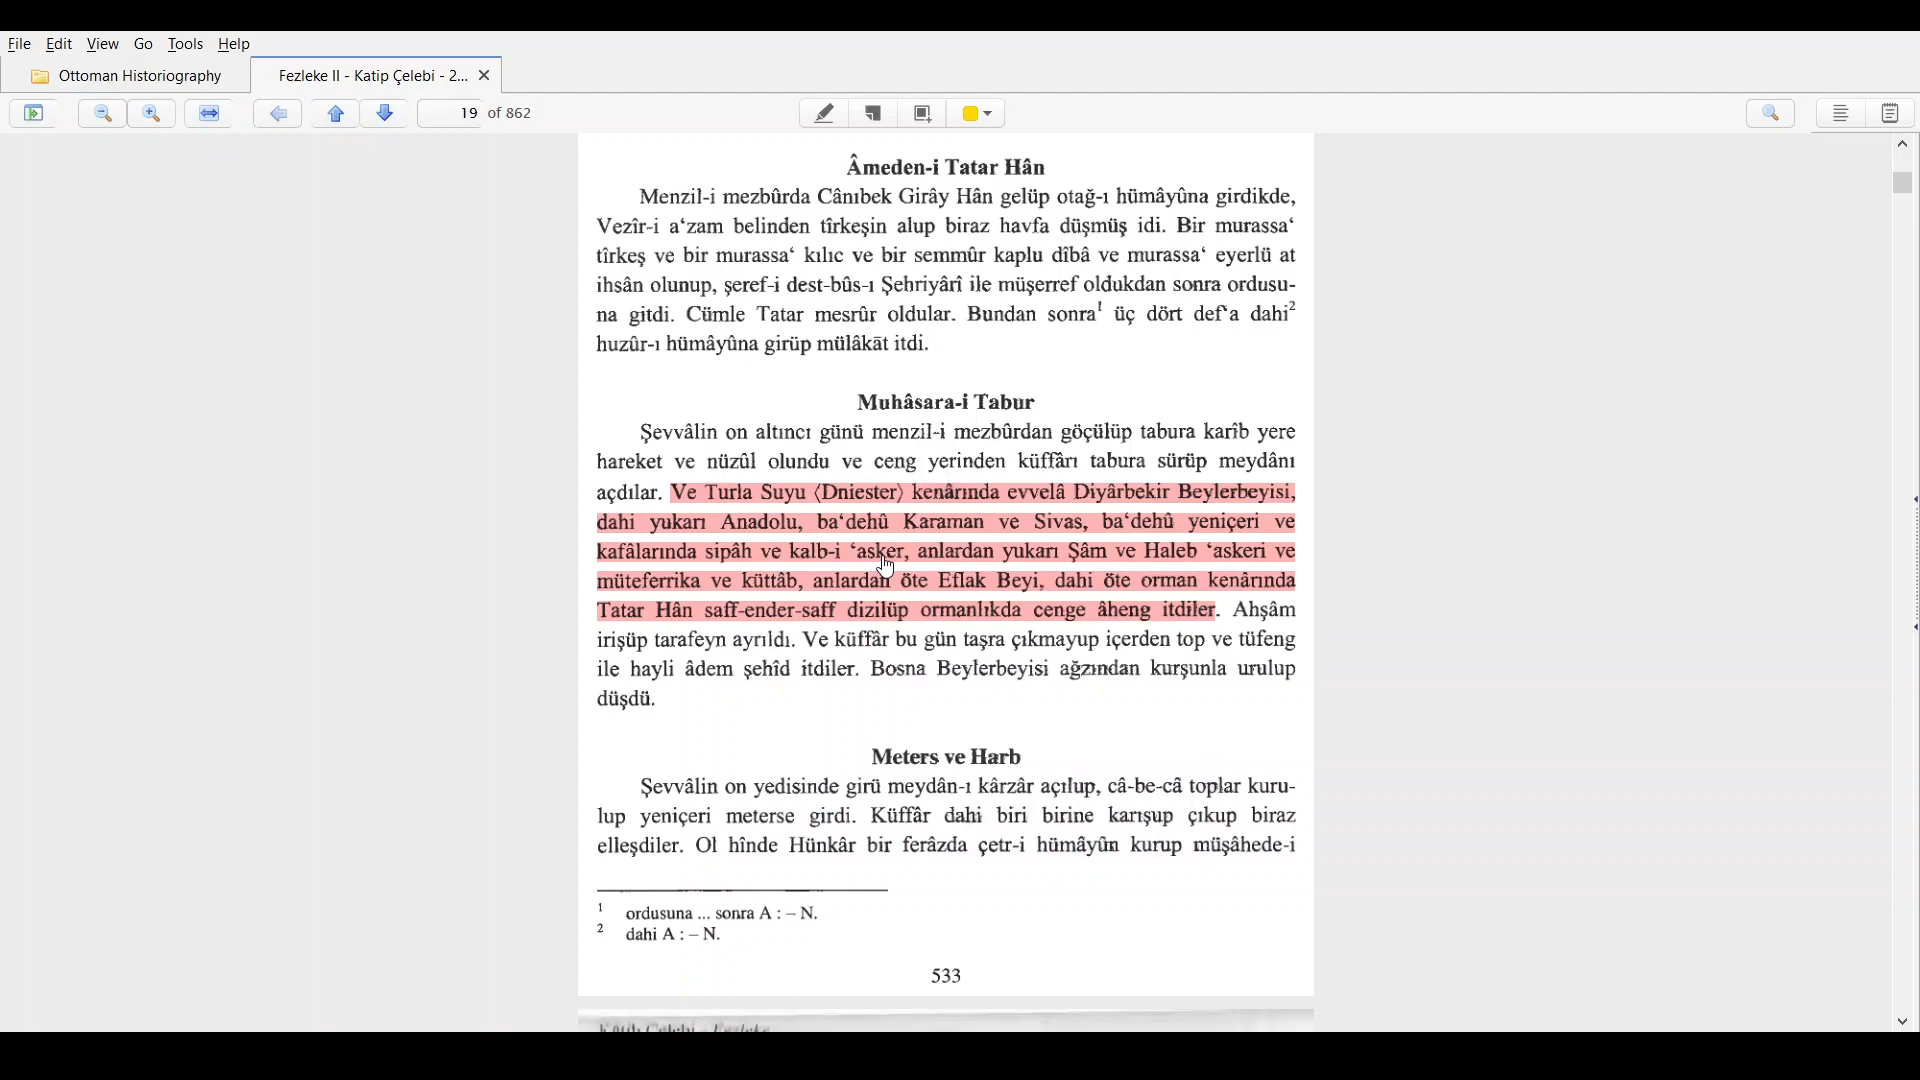 File Edit View Go Tools Help
Ottoman Historiography
Fezleke II - Katip Çelebi - 2...
19 of 862
Âmeden-i Tatar Hân
Menzil-i mezbûrda Cânıbek Girây Hân gelüp otağ-ı hümâyûna girdikde,
Vezîr-i a‘zam belinden tîrkeşin alup biraz havfa düşmüş idi. Bir murassa‘
tîrkeş ve bir murassa‘ kılıc ve bir semmûr kaplu dîbâ ve murassa‘ eyerlü at
ihsân olunup, şeref-i dest-bûs-ı Şehriyârî ile müşerref oldukdan sonra ordusu-
na gitdi. Cümle Tatar mesrûr oldular. Bundan sonra¹ üç dört def‘a dahi²
huzûr-ı hümâyûna girüp mülâkāt itdi.
Muhâsara-i Tabur
Şevvâlin on altıncı günü menzil-i mezbûrdan göçülüp tabura karîb yere
hareket ve nüzûl olundu ve ceng yerinden küffârı tabura sürüp meydânı
açdılar. Ve Turla Suyu ⟨Dniester⟩ kenârında evvelâ Diyârbekir Beylerbeyisi,
dahi yukarı Anadolu, ba‘dehû Karaman ve Sivas, ba‘dehû yeniçeri ve
kafâlarında sipâh ve kalb-i ‘asker, anlardan yukarı Şâm ve Haleb ‘askeri ve
müteferrika ve küttâb, anlardan öte Eflak Beyi, dahi öte orman kenârında
Tatar Hân saff-ender-saff dizilüp ormanlıkda cenge âheng itdiler. Ahşâm
irişüp tarafeyn ayrıldı. Ve küffâr bu gün taşra çıkmayup içerden top ve tüfeng
ile hayli âdem şehîd itdiler. Bosna Beylerbeyisi ağzından kurşunla urulup
düşdü.
Meters ve Harb
Şevvâlin on yedisinde girü meydân-ı kârzâr açılup, câ-be-câ toplar kuru-
lup yeniçeri meterse girdi. Küffâr dahi biri birine karışup çıkup biraz
elleşdiler. Ol hînde Hünkâr bir ferâzda çetr-i hümâyûn kurup müşâhede-i
1 ordusuna ... sonra A : – N.
2 dahi A : – N.
533